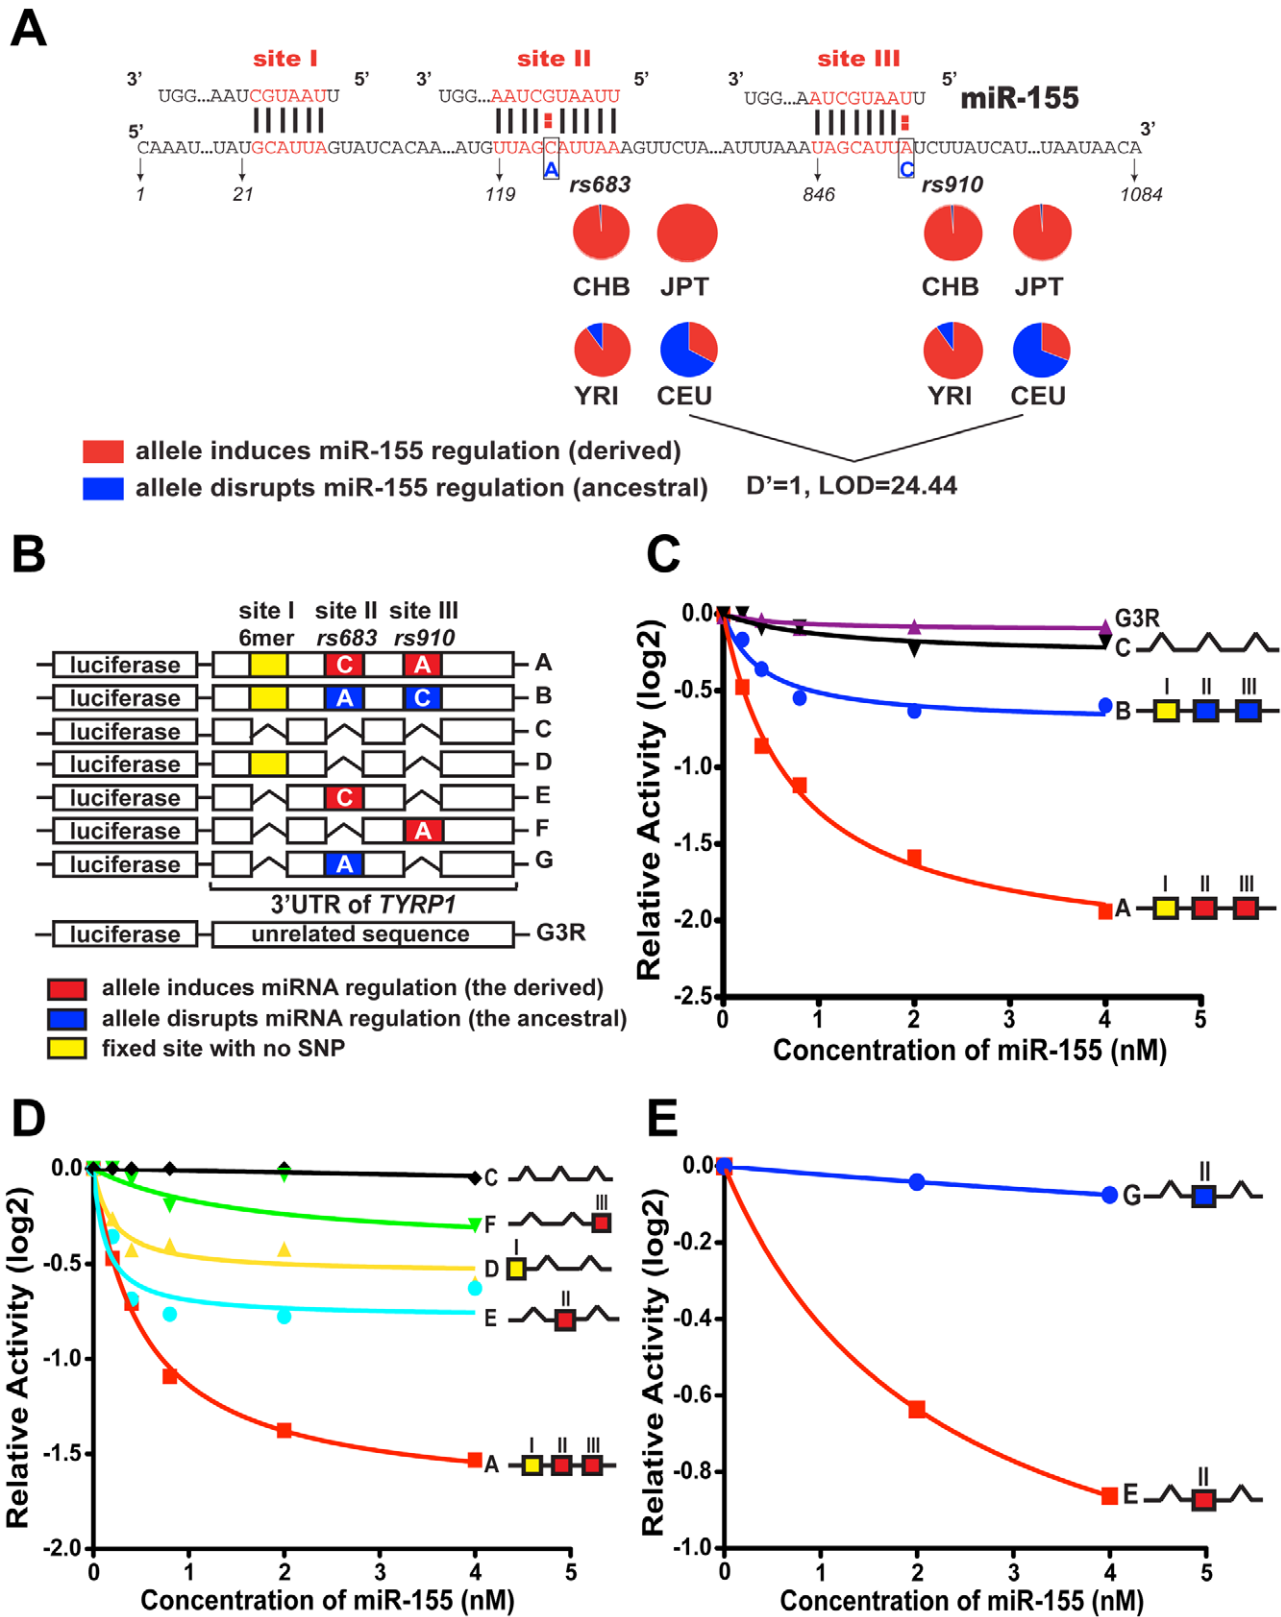 A
site I
site II
site III
3’ 5’ 3’ 5’ 3’ 5’
UGG...AAUCGUAAUU
UGG...AAUCGUAAUU
UGG...AAUCGUAAUU
miR-155
5’ 3’
CAAAU...UAUGCAUUAGUAUCACAA...AUGUUAGCAUUAAAGUUCUA...AUUUAAAUAGCAUUAUCUUAUCAU...UAAUAACA
A
C
1 21 119 rs683 846 rs910 1084
CHB JPT CHB JPT
YRI CEU YRI CEU
allele induces miR-155 regulation (derived)
allele disrupts miR-155 regulation (ancestral)
D’=1, LOD=24.44
B
site I site II site III
6mer rs683 rs910
luciferase C A A
luciferase A C B
luciferase C
luciferase D
luciferase C E
luciferase A F
luciferase A G
3’UTR of TYRP1
luciferase unrelated sequence G3R
allele induces miRNA regulation (the derived)
allele disrupts miRNA regulation (the ancestral)
fixed site with no SNP
C
Relative Activity (log2)
0.0
-0.5
-1.0
-1.5
-2.0
-2.5
0 1 2 3 4 5
Concentration of miR-155 (nM)
G3R
C
I II III
B
I II III
A
D
Relative Activity (log2)
0.0
-0.5
-1.0
-1.5
-2.0
0 1 2 3 4 5
Concentration of miR-155 (nM)
C
III
F
I
D
II
E
I II III
A
E
Relative Activity (log2)
0.0
-0.2
-0.4
-0.6
-0.8
-1.0
0 1 2 3 4 5
Concentration of miR-155 (nM)
II
G
II
E